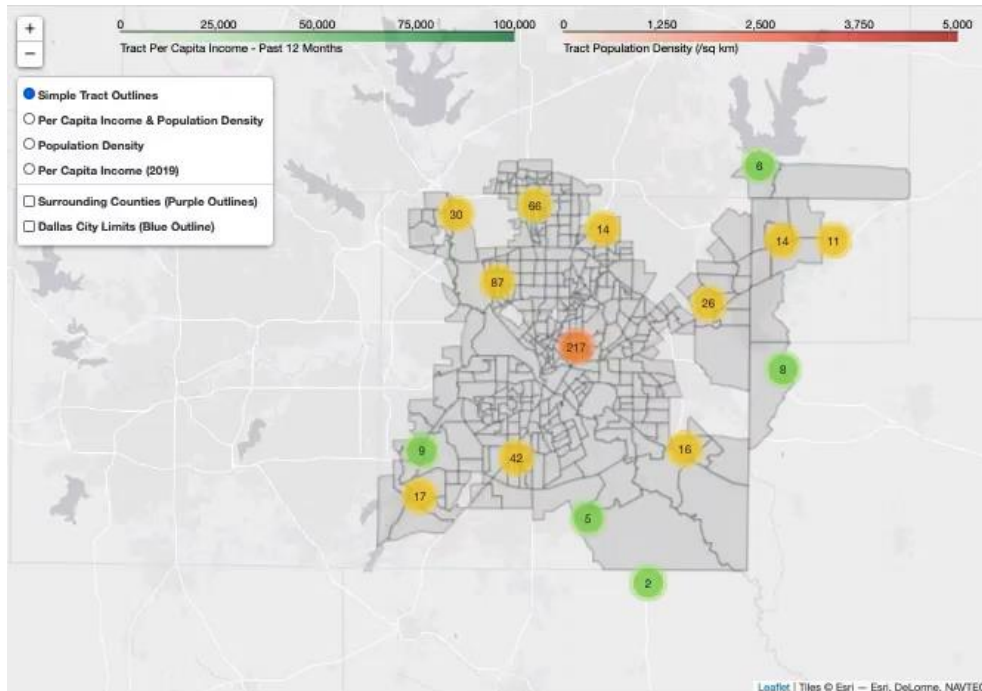 +
−
0 25,000 50,000 75,000 100,000
Tract Per Capita Income - Past 12 Months
0 1,250 2,500 3,750 5,000
Tract Population Density (/sq km)
Simple Tract Outlines
Per Capita Income & Population Density
Population Density
Per Capita Income (2019)
Surrounding Counties (Purple Outlines)
Dallas City Limits (Blue Outline)
6
66
30
14
14
11
87
26
217
8
9
42
16
17
5
2
Leaflet | Tiles © Esri — Esri, DeLorme, NAVTEQ